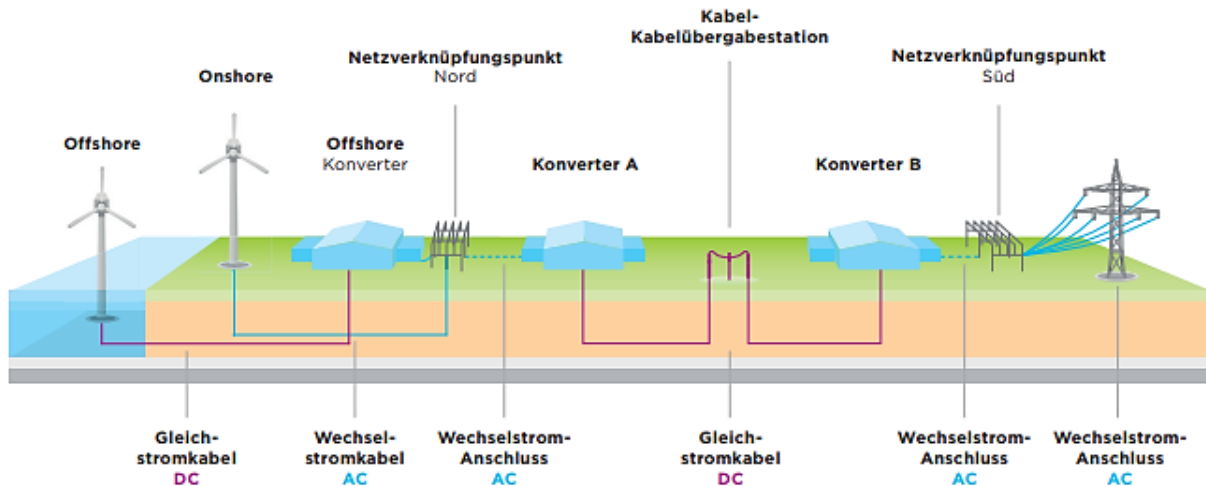 Offshore
Onshore
Offshore
Konverter
Netzverknüpfungspunkt
Nord
Konverter A
Kabel-
Kabelübergabestation
Konverter B
Netzverknüpfungspunkt
Süd
Gleich-
stromkabel
DC
Wechsel-
stromkabel
AC
Wechselstrom-
Anschluss
AC
Gleich-
stromkabel
DC
Wechselstrom-
Anschluss
AC
Wechselstrom-
Anschluss
AC